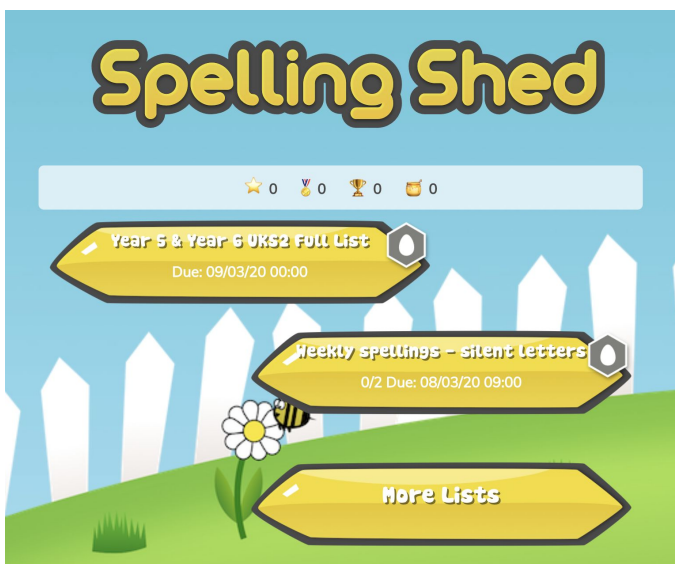 Spelling Shed
0 0 0 0
Year 5 & Year 6 UKS2 Full List
Due: 09/03/20 00:00
Weekly spellings - silent letters
0/2 Due: 08/03/20 09:00
More Lists